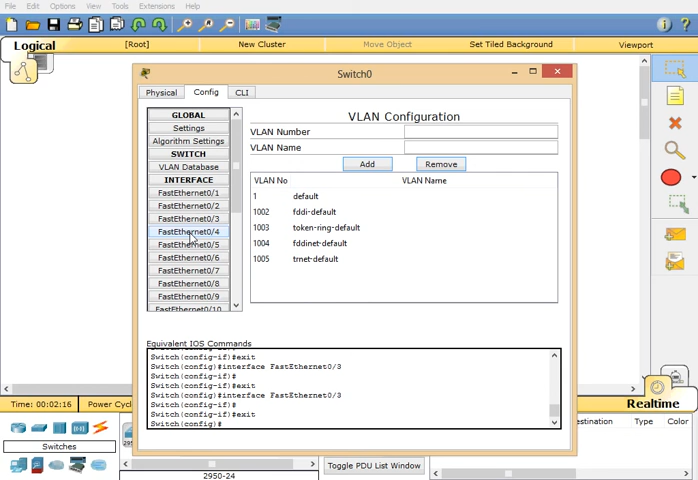 File Edit Options View Tools Extensions Help
Logical [Root] New Cluster Move Object Set Tiled Background Viewport
Switch0
Physical Config CLI
GLOBAL
Settings
Algorithm Settings
SWITCH
VLAN Database
INTERFACE
FastEthernet0/1
FastEthernet0/2
FastEthernet0/3
FastEthernet0/4
FastEthernet0/5
FastEthernet0/6
FastEthernet0/7
FastEthernet0/8
FastEthernet0/9
FastEthernet0/10
VLAN Configuration
VLAN Number
VLAN Name
Add Remove
VLAN No VLAN Name
1 default
1002 fddi-default
1003 token-ring-default
1004 fddinet-default
1005 trnet-default
Equivalent IOS Commands
Switch(config-if)#exit
Switch(config)#interface FastEthernet0/3
Switch(config-if)#
Switch(config-if)#exit
Switch(config)#interface FastEthernet0/3
Switch(config-if)#
Switch(config-if)#exit
Switch(config)#
Time: 00:02:16 Power Cyc
Realtime
Switches
2950-24
Toggle PDU List Window
estination Type Color